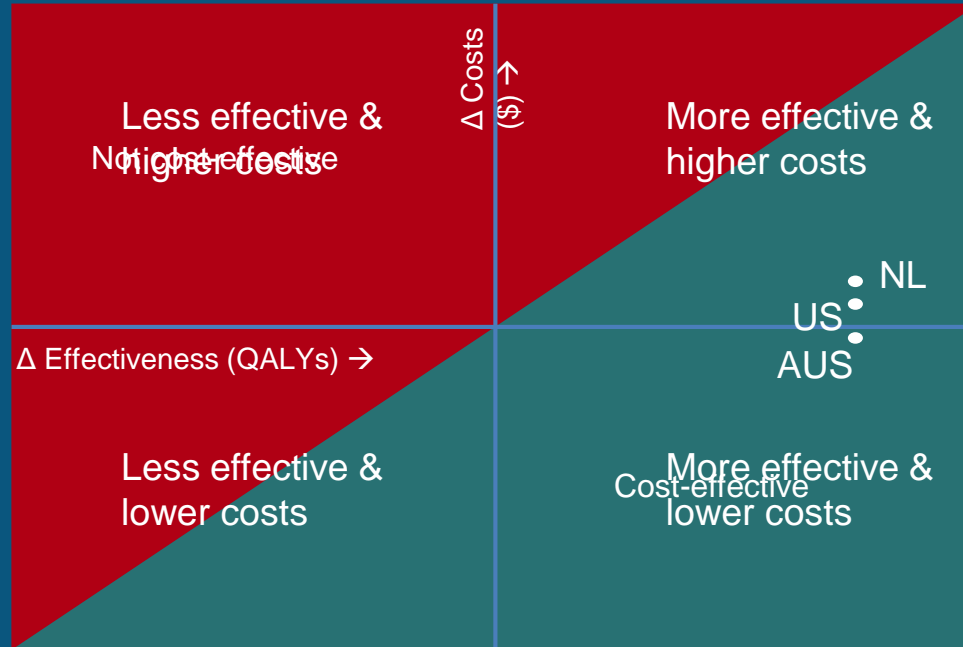 Δ Costs
($) →
Less effective &
higher costs
Not cost-effective
More effective &
higher costs
NL
US
AUS
Δ Effectiveness (QALYs) →
Less effective &
lower costs
More effective &
lower costs
Cost-effective